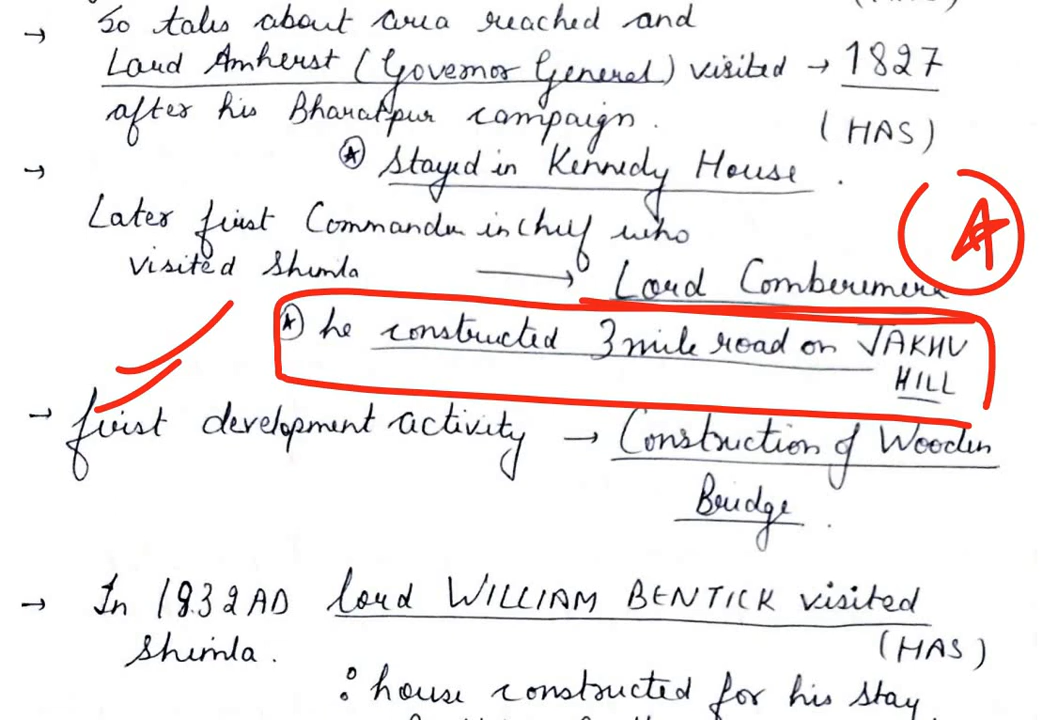 (HAS)
→ So tales about area reached and
Lord Amherst (Governor General) visited → 1827
after his Bharatpur campaign. (HAS)
→ Ⓐ Stayed in Kennedy House.
Later first Commander in chief who
visited Shimla → Lord Combermere
he constructed 3 mile road on JAKHU
HILL
→ first development activity → Construction of Wooden
Bridge.
→ In 1832 AD lord WILLIAM BENTICK visited
Shimla. (HAS)
: house constructed for his stay